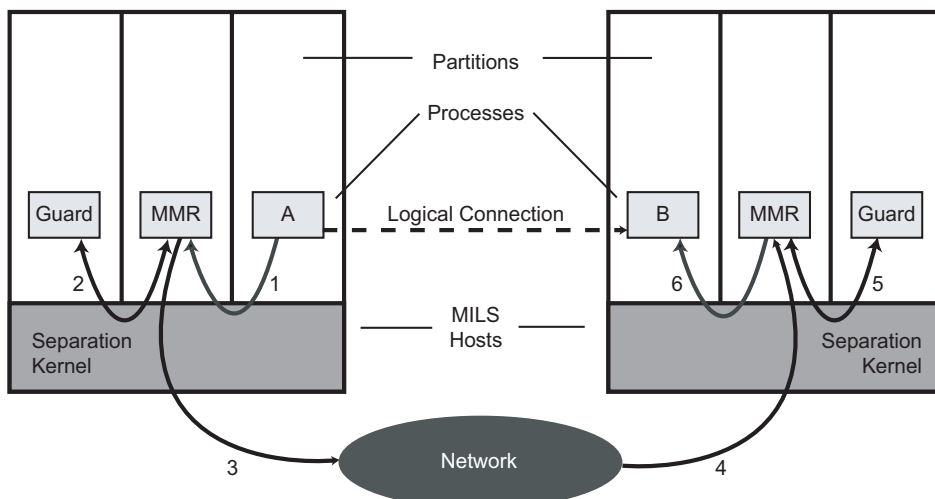 Partitions
Processes
Guard
MMR
A
Logical Connection
B
MMR
Guard
2
1
6
5
MILS
Hosts
Separation
Kernel
Separation
Kernel
Network
3
4